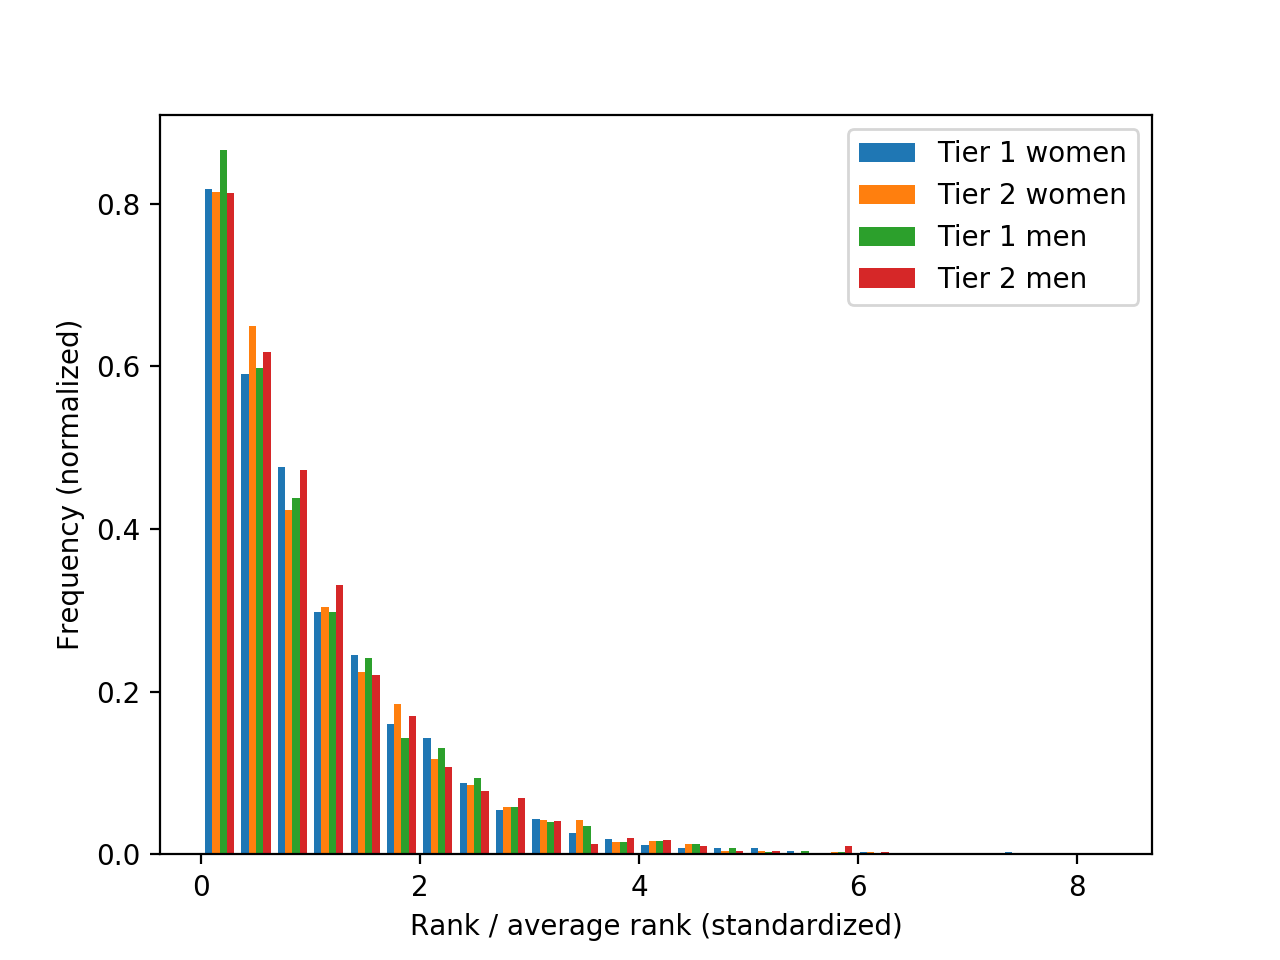 Tier 1 women
Tier 2 women
Tier 1 men
Tier 2 men
0.8
0.6
0.4
0.2
0.0
Frequency (normalized)
0 2 4 6 8
Rank / average rank (standardized)